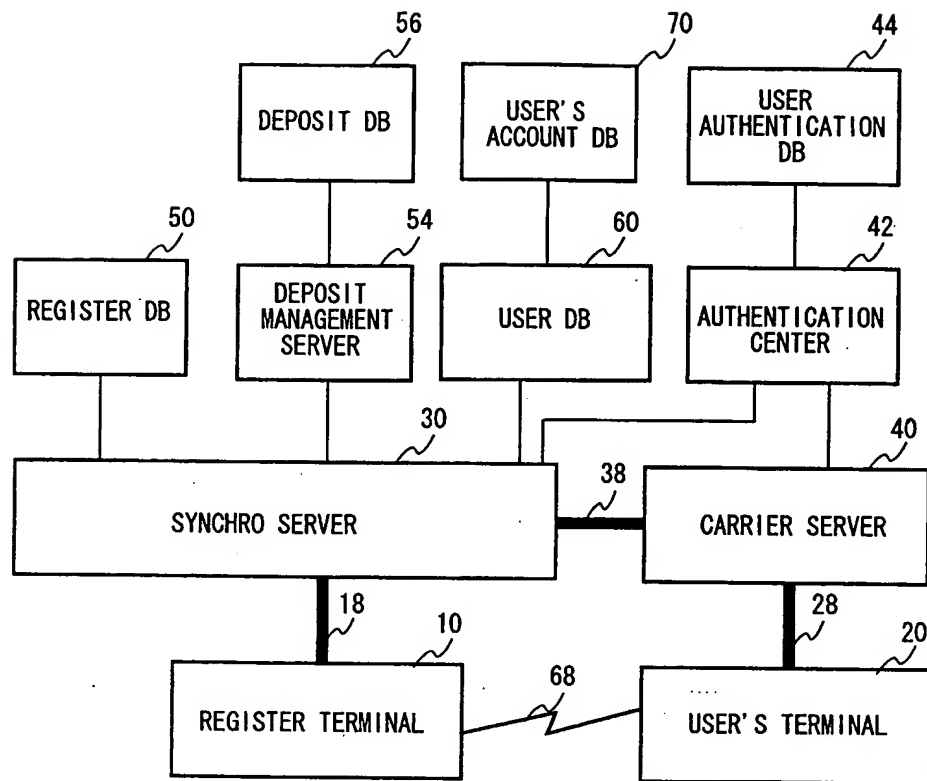 56
70
44
DEPOSIT DB
USER'S
ACCOUNT DB
USER
AUTHENTICATION
DB
50
54
60
42
REGISTER DB
DEPOSIT
MANAGEMENT
SERVER
USER DB
AUTHENTICATION
CENTER
30
40
SYNCHRO SERVER
38
CARRIER SERVER
18
10
28
20
REGISTER TERMINAL
68
USER'S TERMINAL